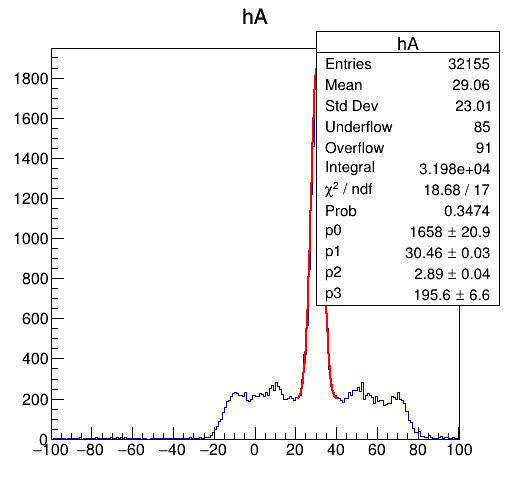 hA
hA
Entries 32155
Mean 29.06
Std Dev 23.01
Underflow 85
Overflow 91
Integral 3.198e+04
χ² / ndf 18.68 / 17
Prob 0.3474
p0 1658 ± 20.9
p1 30.46 ± 0.03
p2 2.89 ± 0.04
p3 195.6 ± 6.6
1800
1600
1400
1200
1000
800
600
400
200
0
−100 −80 −60 −40 −20 0 20 40 60 80 100